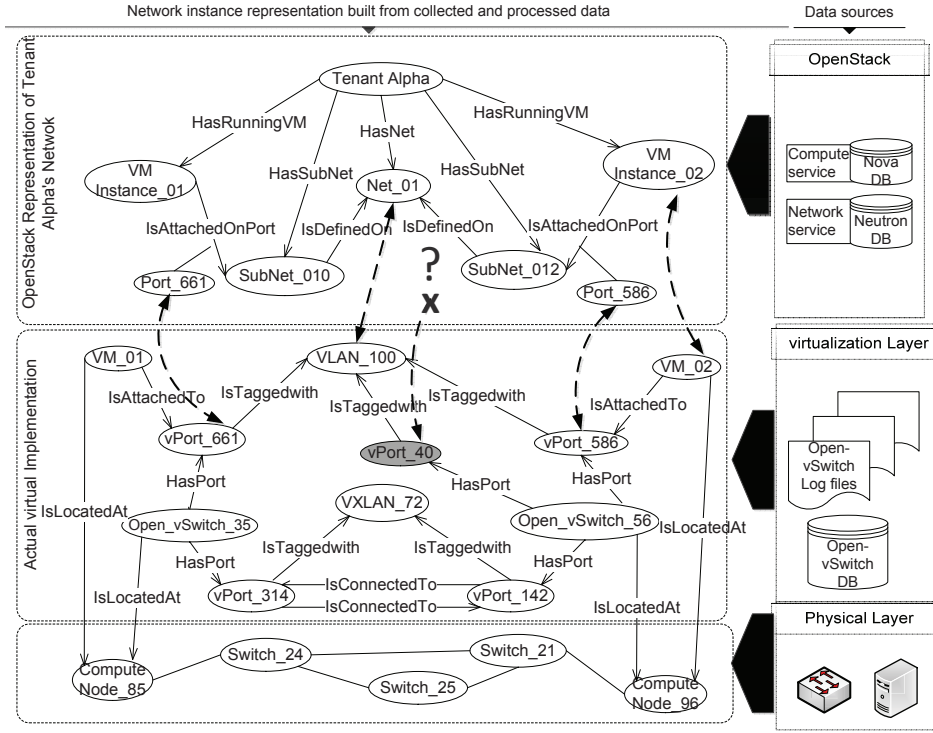 Network instance representation built from collected and processed data
Data sources
OpenStack Representation of Tenant
Alpha's Netwok
Tenant Alpha
HasRunningVM
HasNet
HasRunningVM
HasSubNet
HasSubNet
VM
Instance_01
Net_01
VM
Instance_02
IsAttachedOnPort
IsDefinedOn
IsDefinedOn
IsAttachedOnPort
SubNet_010
SubNet_012
Port_661
Port_586
?
x
OpenStack
Compute
service
Nova
DB
Network
service
Neutron
DB
Actual virtual Implementation
VM_01
VLAN_100
VM_02
IsAttachedTo
IsTaggedwith
IsTaggedwith
IsTaggedwith
IsAttachedTo
vPort_661
vPort_40
vPort_586
HasPort
HasPort
HasPort
VXLAN_72
Open_vSwitch_35
Open_vSwitch_56
IsLocatedAt
IsLocatedAt
HasPort
IsTaggedwith
IsTaggedwith
HasPort
IsConnectedTo
IsConnectedTo
vPort_314
vPort_142
IsLocatedAt
IsLocatedAt
virtualization Layer
Open-
vSwitch
Log files
Open-
vSwitch
DB
Physical Layer
Switch_24
Switch_21
Switch_25
Compute
Node_85
Compute
Node_96